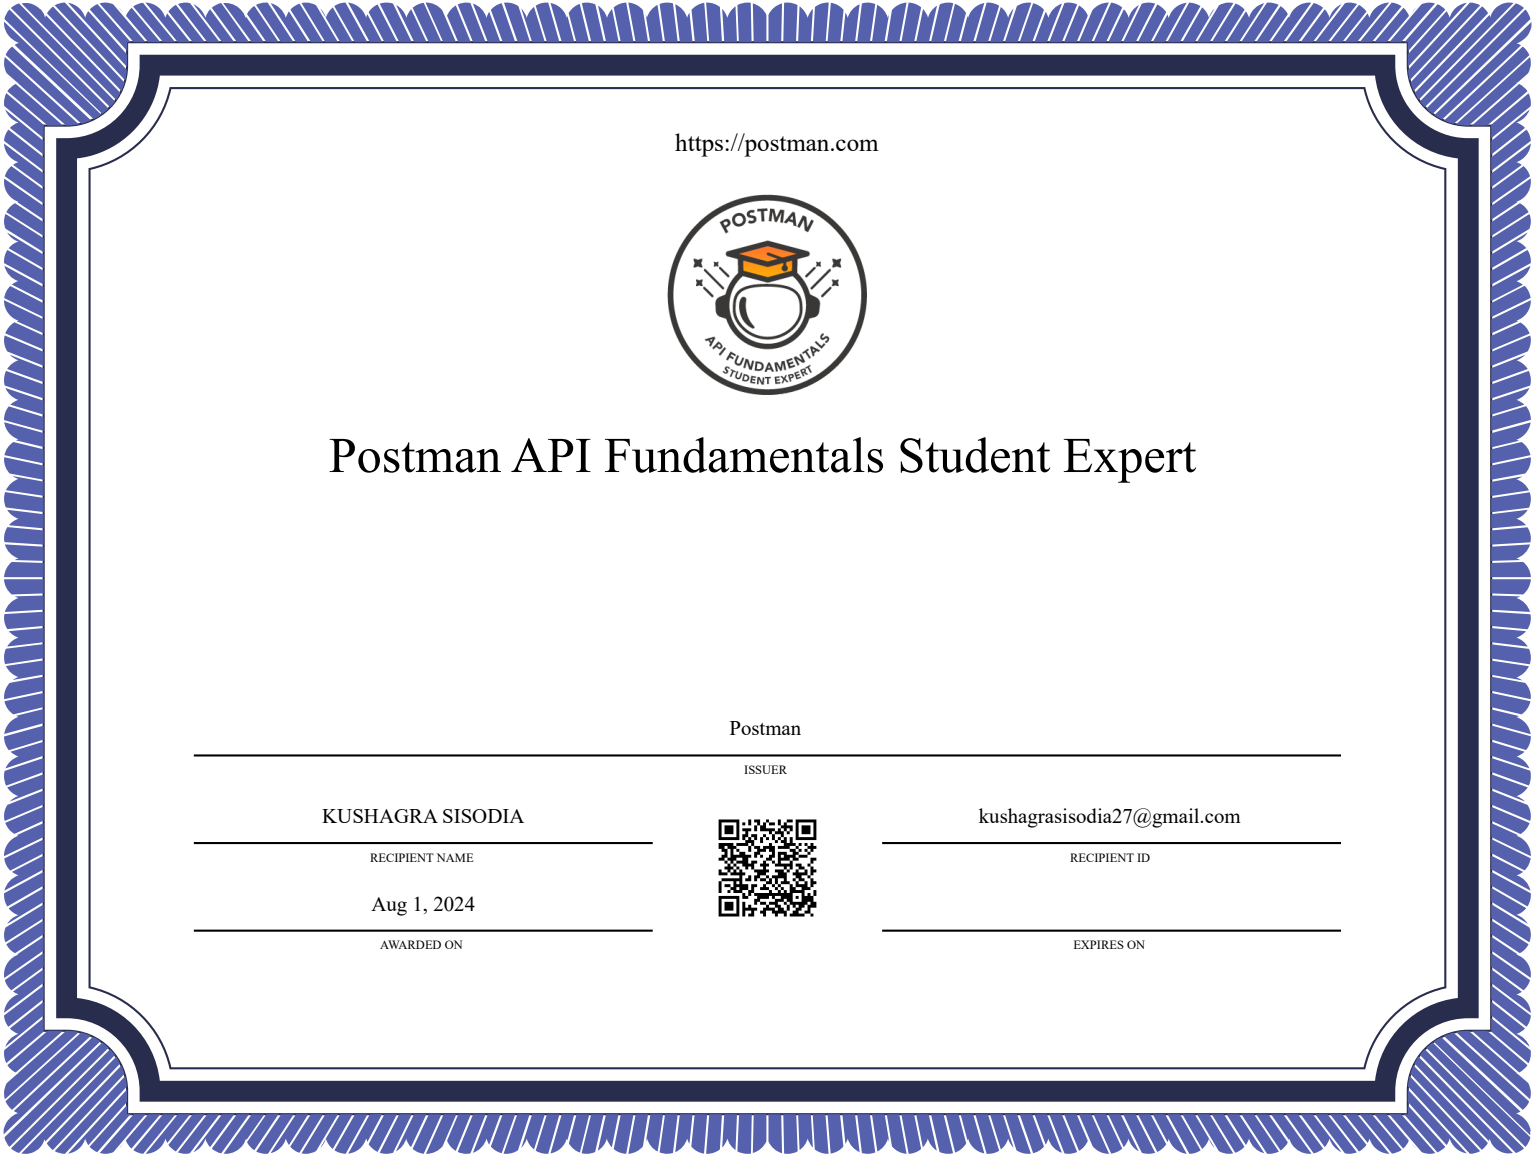 https://postman.com
POSTMAN
API FUNDAMENTALS
STUDENT EXPERT
Postman API Fundamentals Student Expert
Postman
ISSUER
KUSHAGRA SISODIA
RECIPIENT NAME
kushagrasisodia27@gmail.com
RECIPIENT ID
Aug 1, 2024
AWARDED ON
EXPIRES ON